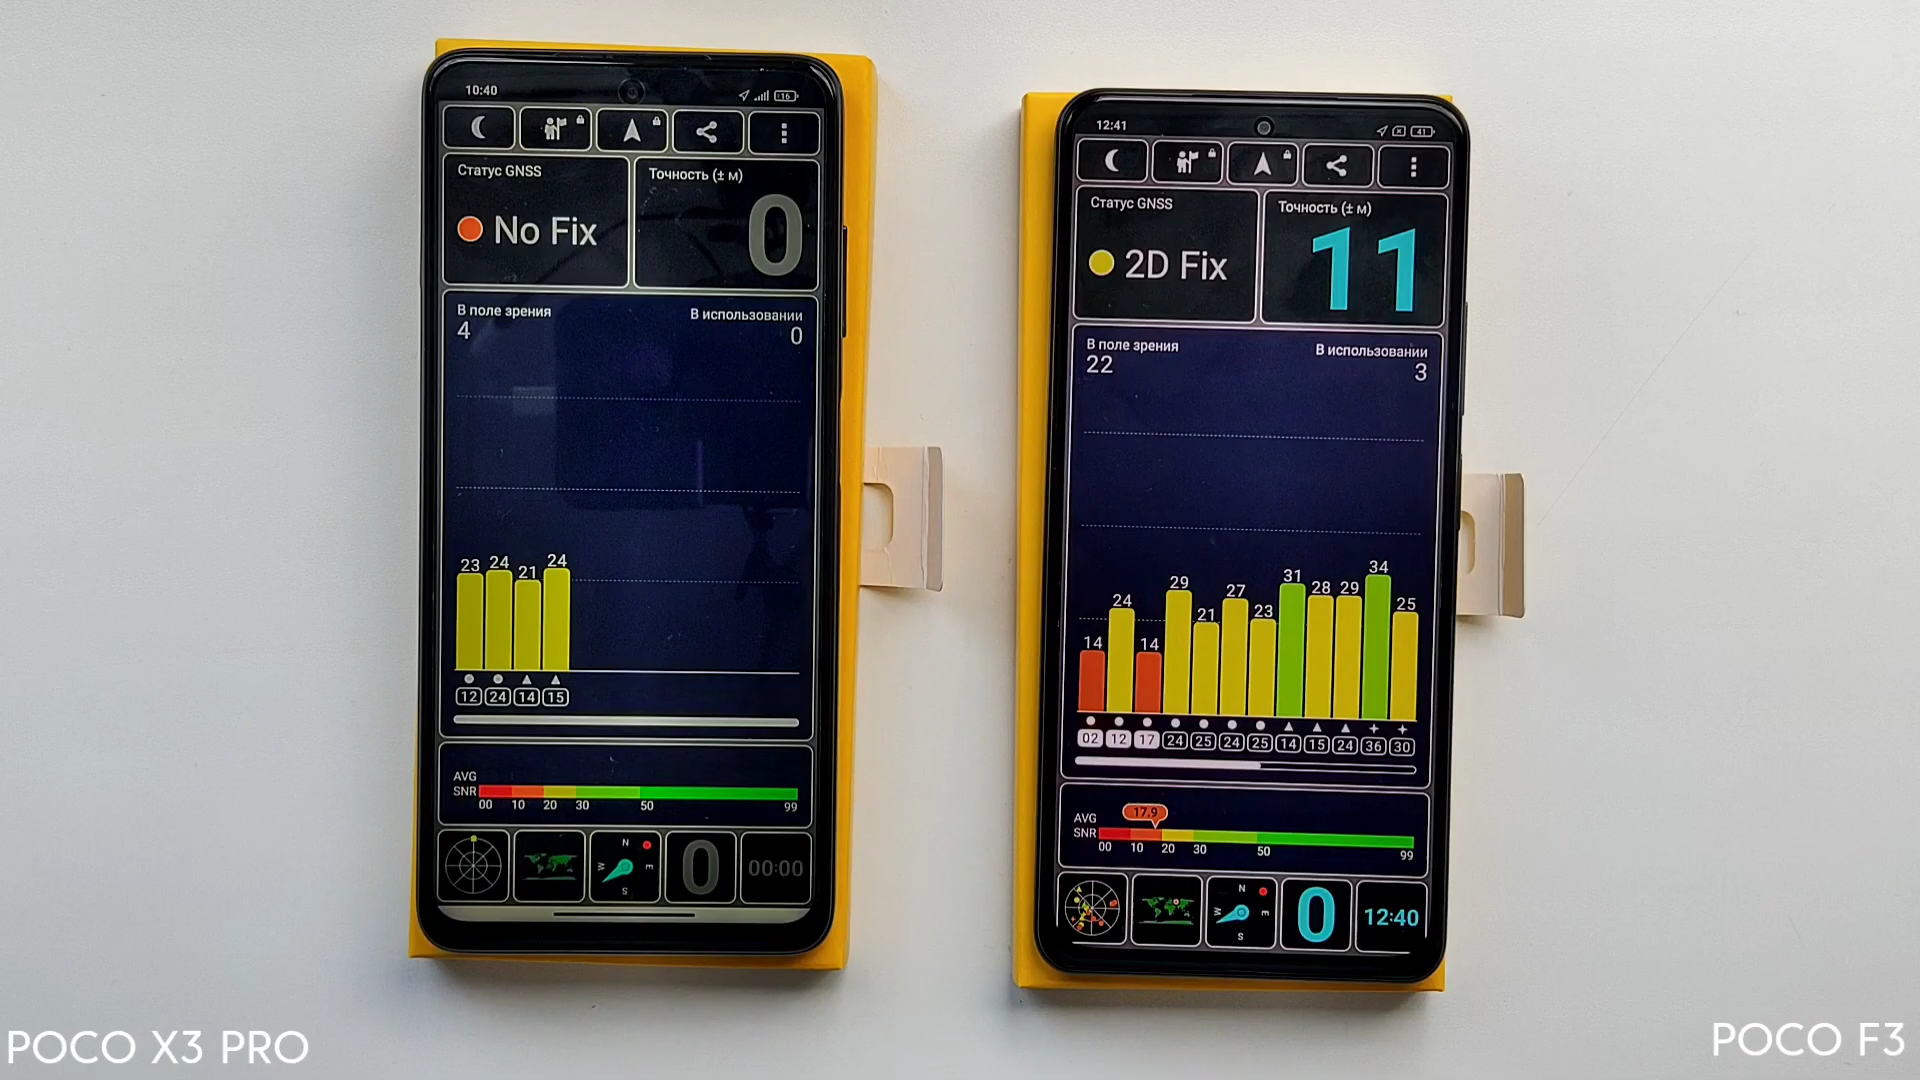 10:40
16
Статус GNSS
No Fix
Точность (± м)
0
В поле зрения
4
В использовании
0
23 24 21 24
12 24 14 15
AVG
SNR
00 10 20 30 50 99
N
W E
S
0
00:00
POCO X3 PRO
12:41
41
Статус GNSS
2D Fix
Точность (± м)
11
В поле зрения
22
В использовании
3
14 24 14 29 21 27 23 31 28 29 34 25
02 12 17 24 25 24 25 14 15 24 36 30
17.9
AVG
SNR
00 10 20 30 50 99
N
W E
S
0
12:40
POCO F3